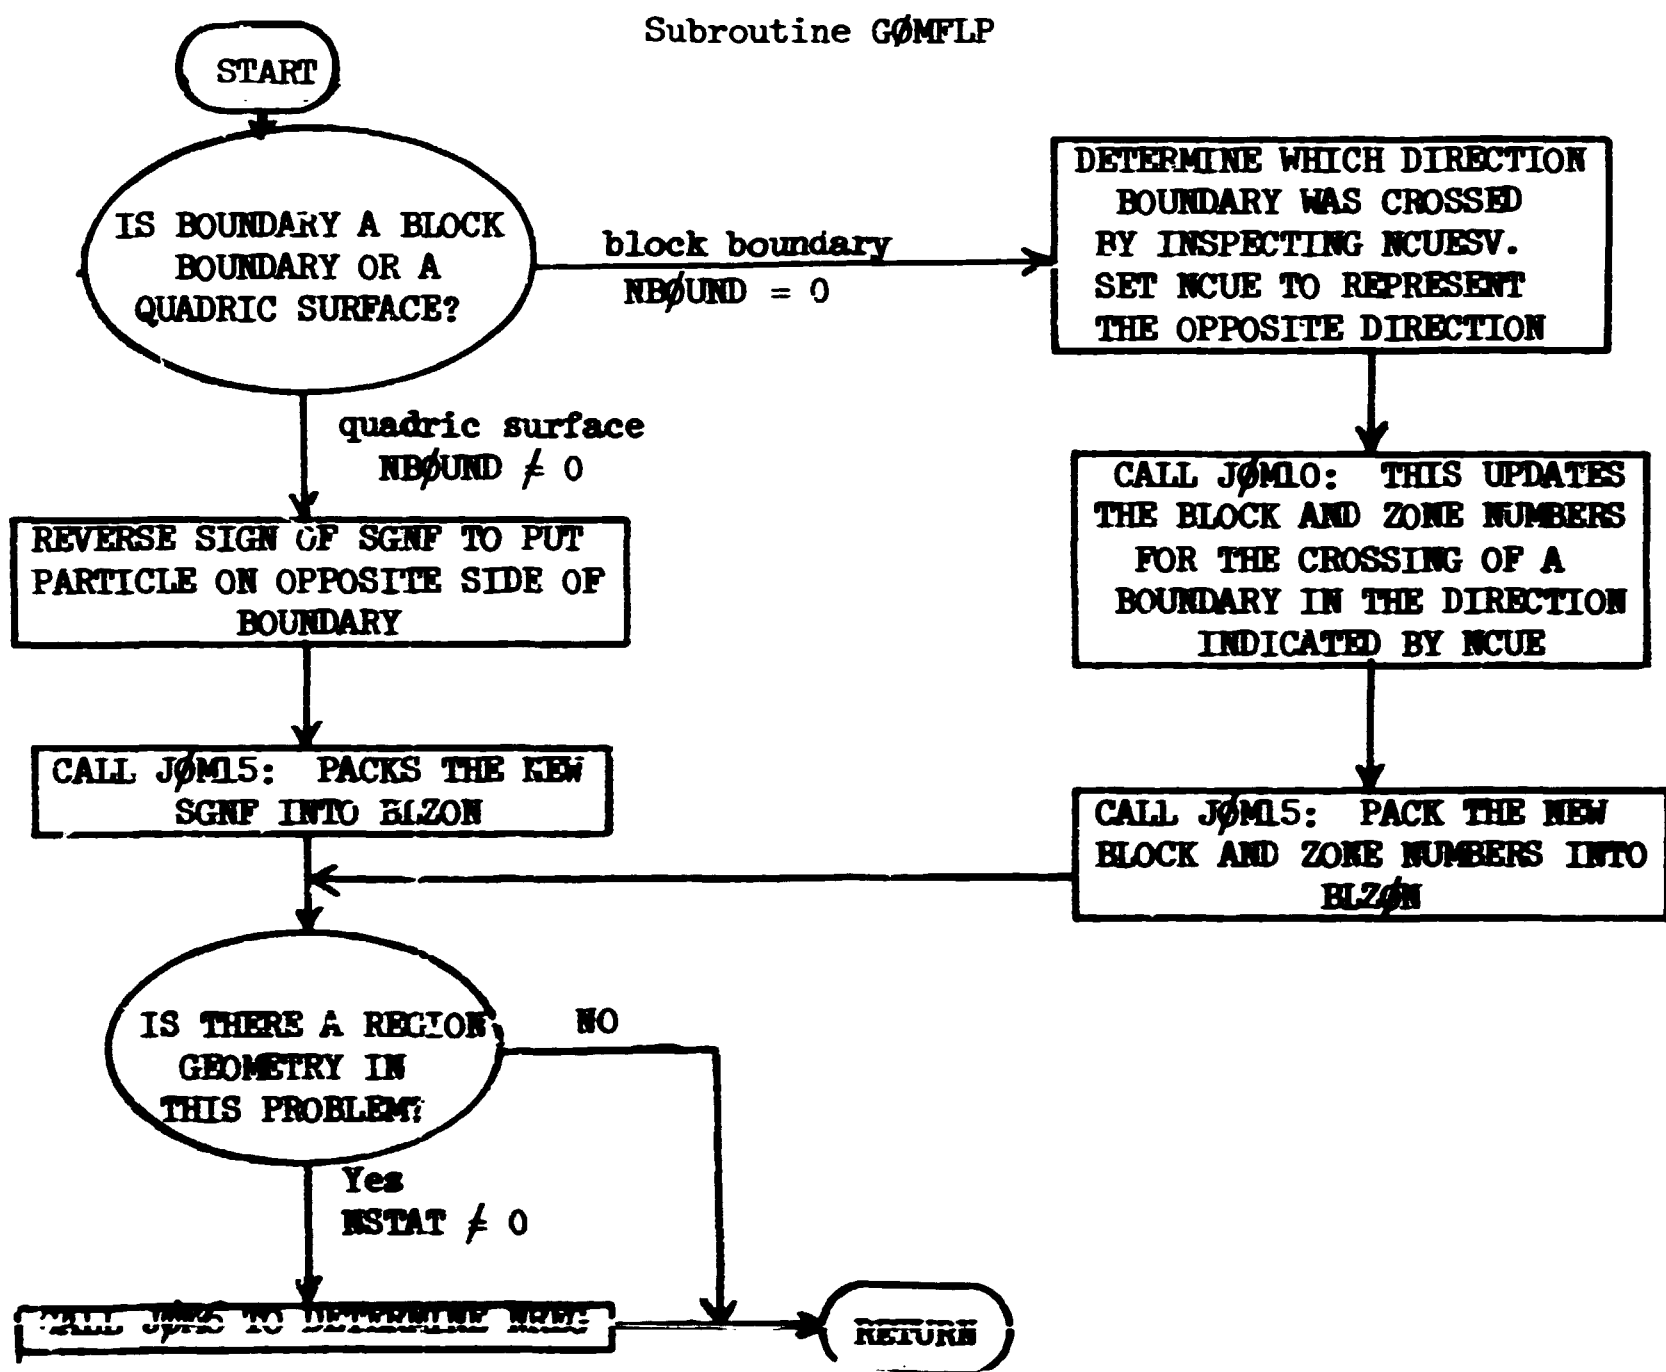 Subroutine GØMFLP
START
IS BOUNDARY A BLOCK
BOUNDARY OR A
QUADRIC SURFACE?
block boundary
NBØUND = 0
DETERMINE WHICH DIRECTION
BOUNDARY WAS CROSSED
BY INSPECTING NCUESV.
SET NCUE TO REPRESENT
THE OPPOSITE DIRECTION
quadric surface
NBØUND ≠ 0
CALL JØM10: THIS UPDATES
THE BLOCK AND ZONE NUMBERS
FOR THE CROSSING OF A
BOUNDARY IN THE DIRECTION
INDICATED BY NCUE
REVERSE SIGN OF SGNF TO PUT
PARTICLE ON OPPOSITE SIDE OF
BOUNDARY
CALL JØM15: PACKS THE NEW
SGNF INTO BLZON
CALL JØM15: PACK THE NEW
BLOCK AND ZONE NUMBERS INTO
BLZØN
IS THERE A REGION
GEOMETRY IN
THIS PROBLEM?
NO
Yes
NSTAT ≠ 0
CALL TO DETERMINE
RETURN